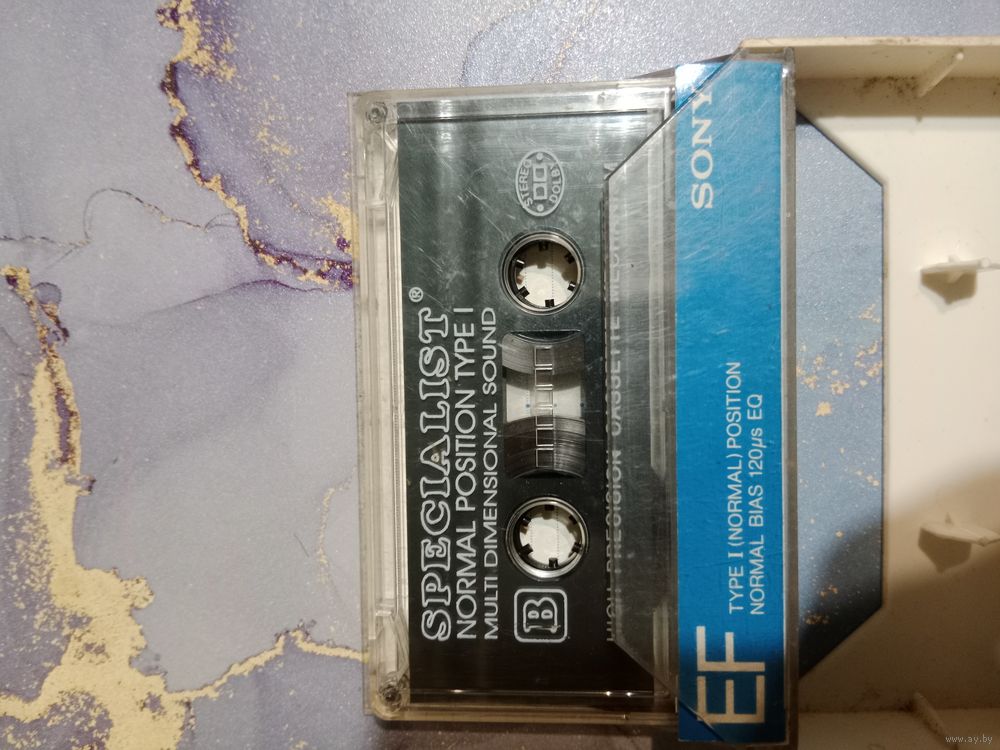 SPECIALIST®
NORMAL POSITION TYPE I
MULTI DIMENSIONAL SOUND
STEREO
DOLBY
B
HIGH PRECISION CASSETTE MECHANISM
SONY
EF
TYPE I (NORMAL) POSITION
NORMAL BIAS 120µs EQ
www.ay.by